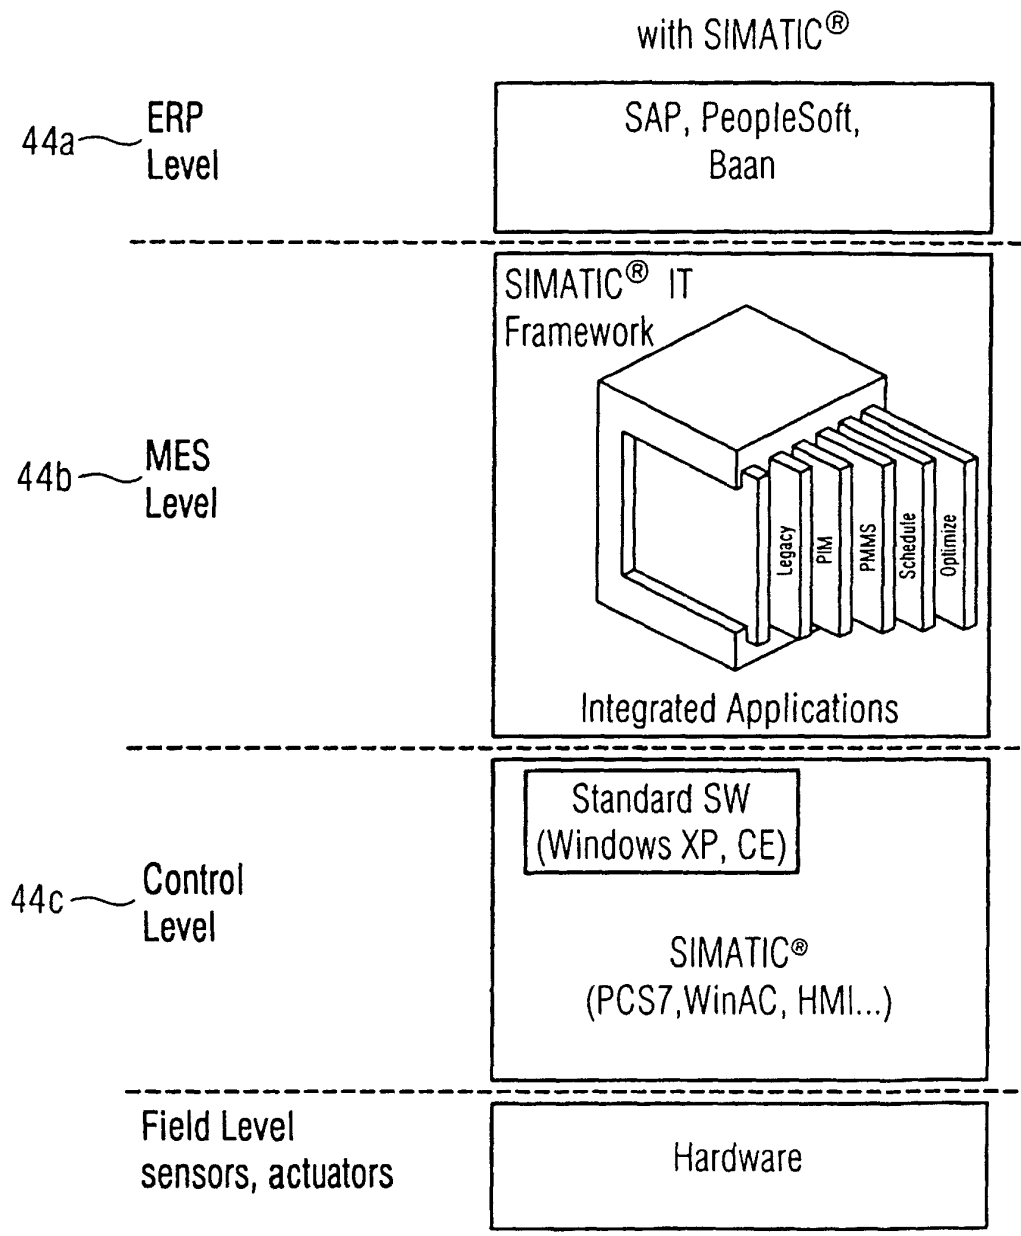 with SIMATIC®
44a
ERP
Level
SAP, PeopleSoft,
Baan
SIMATIC® IT
Framework
44b
MES
Level
Legacy
PIM
PMMS
Schedule
Optimize
Integrated Applications
44c
Control
Level
Standard SW
(Windows XP, CE)
SIMATIC®
(PCS7,WinAC, HMI...)
Field Level
sensors, actuators
Hardware